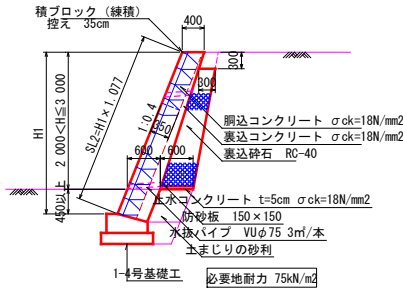 積ブロック（練積）
控え 35cm
400
300
300
H1
2 000<H≦3 000
SL2=H1×1.077
1:0.4
350
600
600
450以上
胴込コンクリート σck=18N/mm2
裏込コンクリート σck=18N/mm2
裏込砕石 RC-40
止水コンクリート t=5cm σck=18N/mm2
防砂板 150×150
水抜パイプ VUφ75 3㎡/本
土まじりの砂利
1-4号基礎工
必要地耐力 75kN/m2